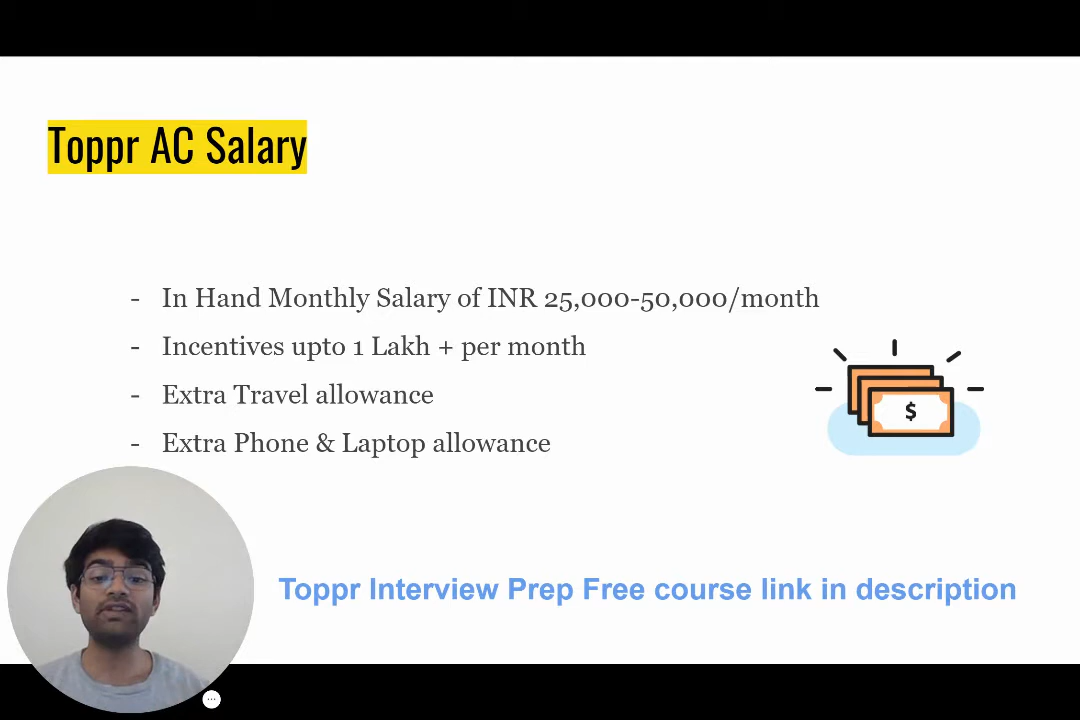 Toppr AC Salary
- In Hand Monthly Salary of INR 25,000-50,000/month
- Incentives upto 1 Lakh + per month
- Extra Travel allowance
- Extra Phone & Laptop allowance
$
Toppr Interview Prep Free course link in description